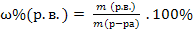 ω%(р.в.) = m (р.в.) / m(р−ра) . 100%